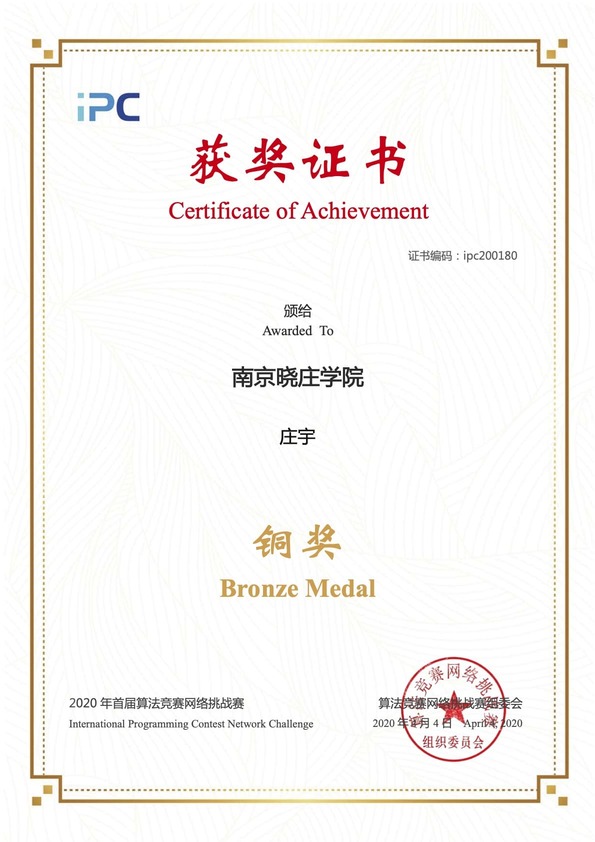 iPC
获奖证书
Certificate of Achievement
证书编码：ipc200180
颁给
Awarded To
南京晓庄学院
庄宇
铜奖
Bronze Medal
2020 年首届算法竞赛网络挑战赛
International Programming Contest Network Challenge
算法竞赛网络挑战赛组委会
2020 年 4 月 4 日 April 4, 2020
算法竞赛网络挑战赛
组织委员会